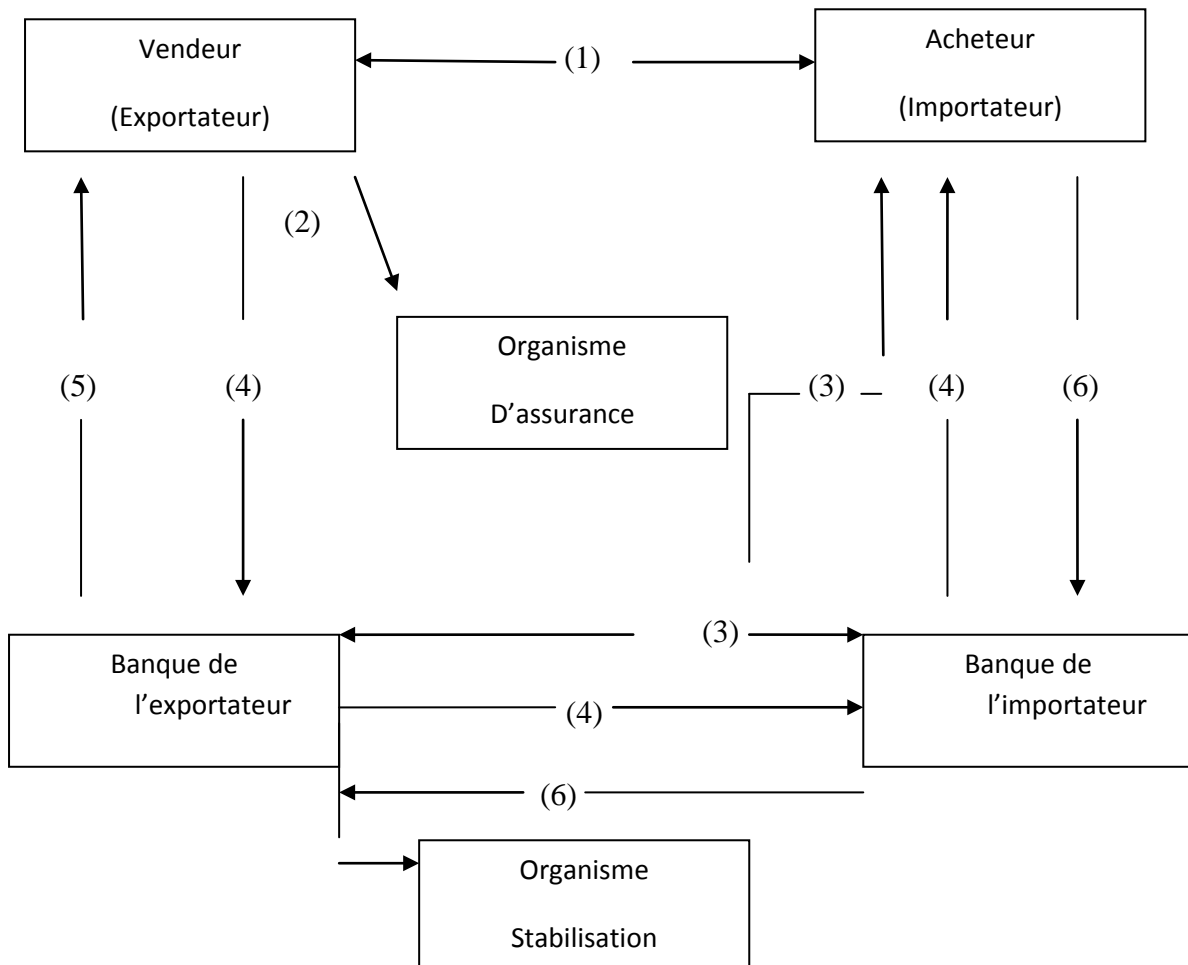 Vendeur
(Exportateur)
(1)
Acheteur
(Importateur)
(2)
Organisme
D’assurance
(5)
(4)
(3)
(4)
(6)
(3)
Banque de
l’exportateur
Banque de
l’importateur
(4)
(6)
Organisme
Stabilisation